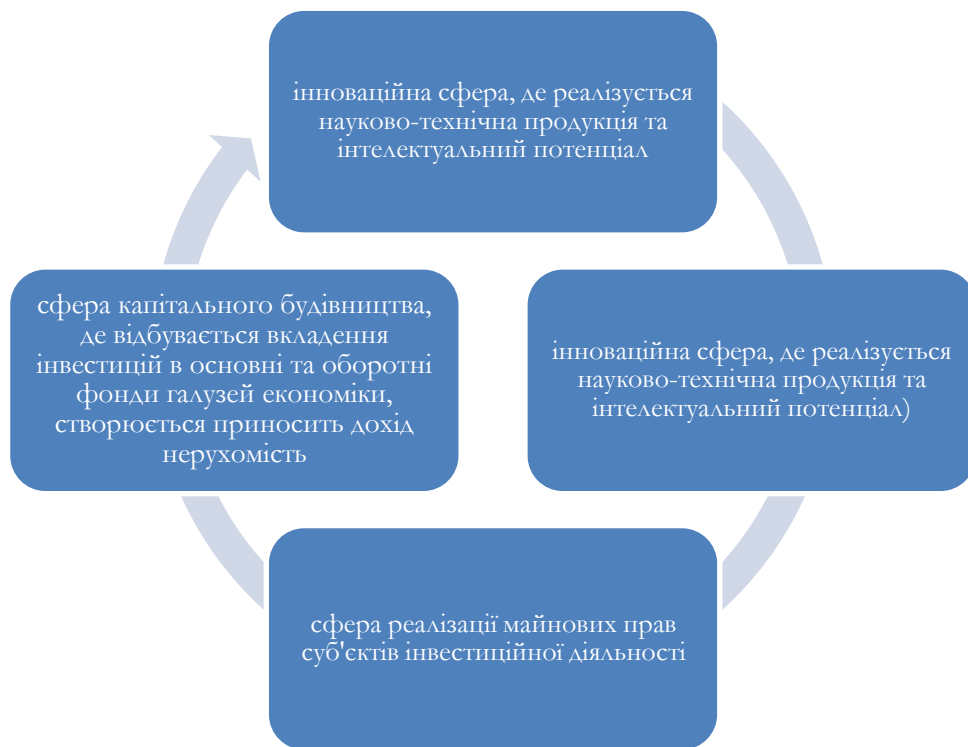 інноваційна сфера, де реалізується
науково-технічна продукція та
інтелектуальний потенціал
інноваційна сфера, де реалізується
науково-технічна продукція та
інтелектуальний потенціал)
сфера реалізації майнових прав
суб'єктів інвестиційної діяльності
сфера капітального будівництва,
де відбувається вкладення
інвестицій в основні та оборотні
фонди галузей економіки,
створюється приносить дохід
нерухомість